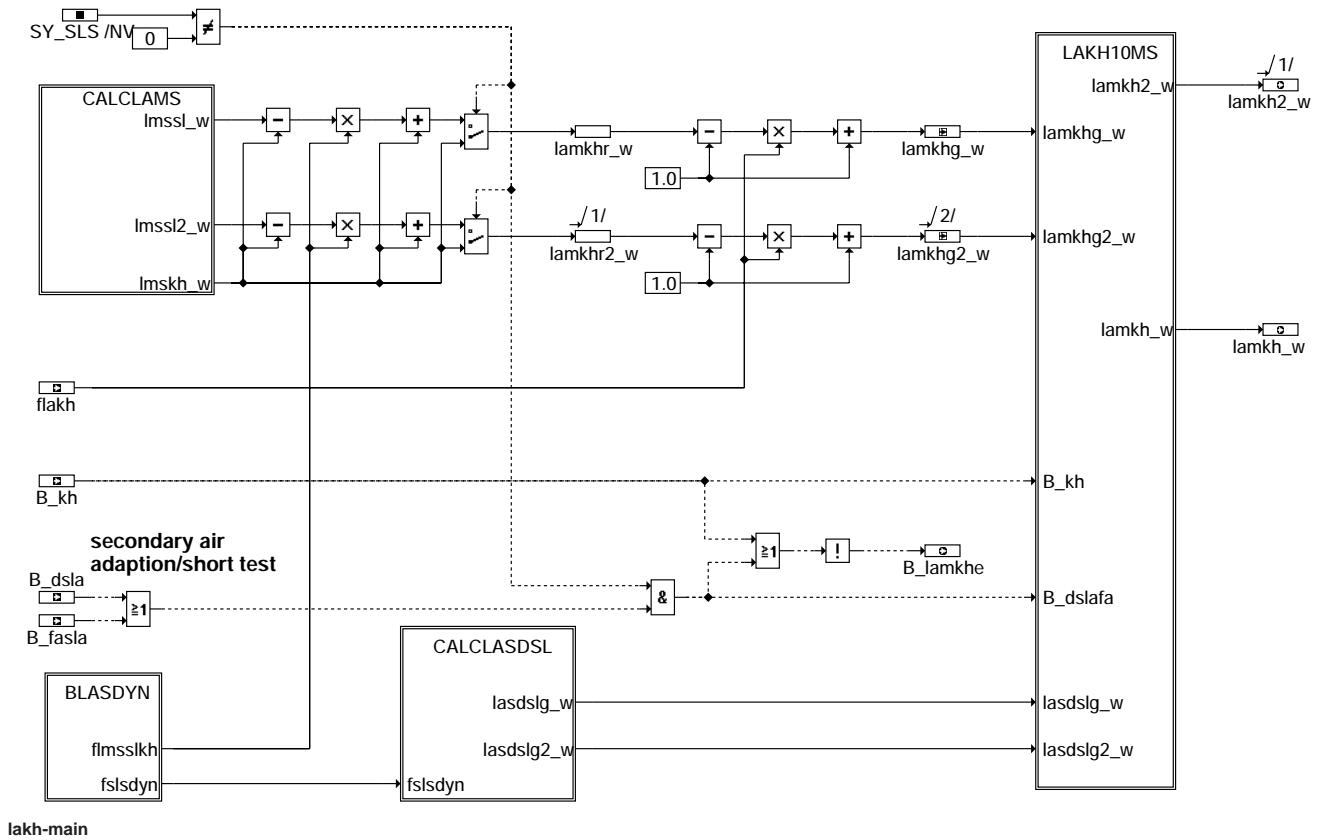 SY_SLS /NV
0
≠
CALCLAMS
lmssl_w
lmssl2_w
lmskh_w
−
×
+
−
×
+
lamkhr_w
/1/
lamkhr2_w
−
×
+
1.0
−
×
+
1.0
lamkhg_w
/2/
lamkhg2_w
LAKH10MS
lamkh2_w
lamkhg_w
lamkhg2_w
lamkh_w
B_kh
B_dslafa
lasdslg_w
lasdslg2_w
/1/
lamkh2_w
lamkh_w
flakh
B_kh
secondary air
adaption/short test
B_dsla
B_fasla
≥1
&
≥1
!
B_lamkhe
BLASDYN
flmsslkh
fslsdyn
CALCLASDSL
lasdslg_w
lasdslg2_w
fslsdyn
lakh-main